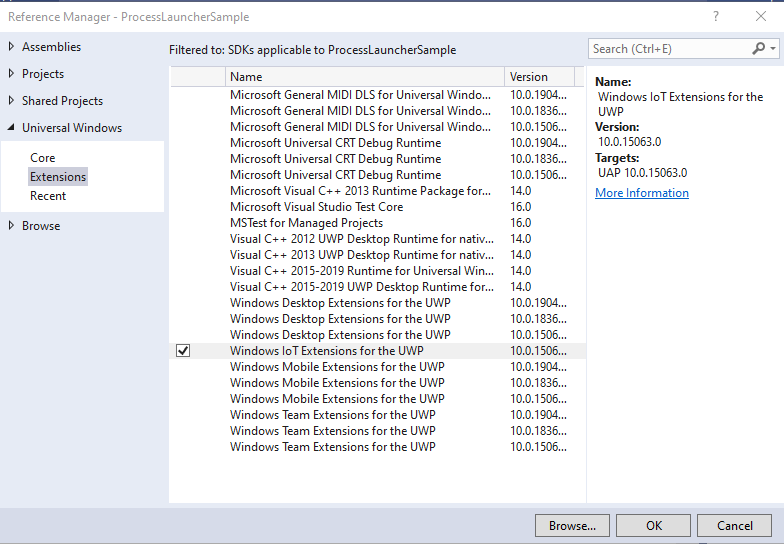 Reference Manager - ProcessLauncherSample
Assemblies
Projects
Shared Projects
Universal Windows
Core
Extensions
Recent
Browse
Filtered to: SDKs applicable to ProcessLauncherSample
Search (Ctrl+E)
Name Version
Microsoft General MIDI DLS for Universal Windo... 10.0.1904...
Microsoft General MIDI DLS for Universal Windo... 10.0.1836...
Microsoft General MIDI DLS for Universal Windo... 10.0.1506...
Microsoft Universal CRT Debug Runtime 10.0.1904...
Microsoft Universal CRT Debug Runtime 10.0.1836...
Microsoft Universal CRT Debug Runtime 10.0.1506...
Microsoft Visual C++ 2013 Runtime Package for... 14.0
Microsoft Visual Studio Test Core 16.0
MSTest for Managed Projects 16.0
Visual C++ 2012 UWP Desktop Runtime for nativ... 14.0
Visual C++ 2013 UWP Desktop Runtime for nativ... 14.0
Visual C++ 2015-2019 Runtime for Universal Win... 14.0
Visual C++ 2015-2019 UWP Desktop Runtime for... 14.0
Windows Desktop Extensions for the UWP 10.0.1904...
Windows Desktop Extensions for the UWP 10.0.1836...
Windows Desktop Extensions for the UWP 10.0.1506...
Windows IoT Extensions for the UWP 10.0.1506...
Windows Mobile Extensions for the UWP 10.0.1904...
Windows Mobile Extensions for the UWP 10.0.1836...
Windows Mobile Extensions for the UWP 10.0.1506...
Windows Team Extensions for the UWP 10.0.1904...
Windows Team Extensions for the UWP 10.0.1836...
Windows Team Extensions for the UWP 10.0.1506...
Name:
Windows IoT Extensions for the
UWP
Version:
10.0.15063.0
Targets:
UAP 10.0.15063.0
More Information
Browse...
OK
Cancel